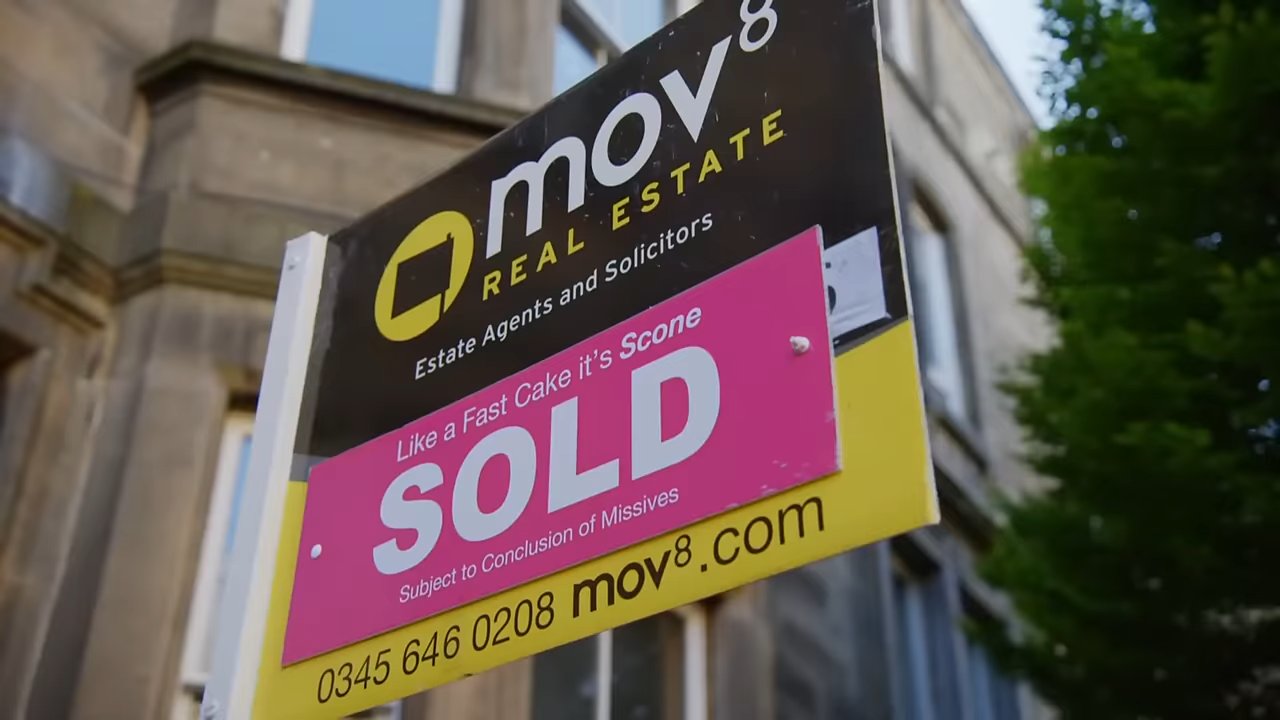 mov8
REAL ESTATE
Estate Agents and Solicitors
Like a Fast Cake it's Scone
SOLD
Subject to Conclusion of Missives
0345 646 0208 mov8.com